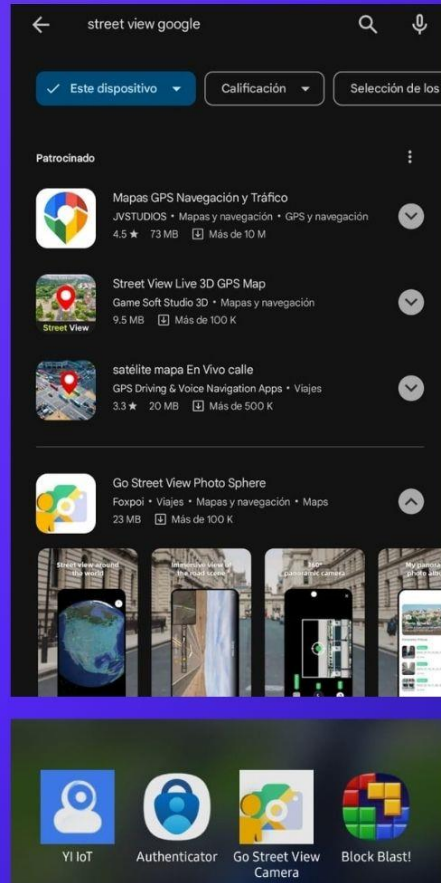 street view google
Este dispositivo
Calificación
Selección de los
Patrocinado
Mapas GPS Navegación y Tráfico
JVSTUDIOS • Mapas y navegación • GPS y navegación
4.5 ★ 73 MB Más de 10 M
Street View Live 3D GPS Map
Game Soft Studio 3D • Mapas y navegación
9.5 MB Más de 100 K
Street View
satélite mapa En Vivo calle
GPS Driving & Voice Navigation Apps • Viajes
3.3 ★ 20 MB Más de 500 K
Go Street View Photo Sphere
Foxpoi • Viajes • Mapas y navegación • Maps
23 MB Más de 100 K
Street view around
the world
Immersive view of
the road scene
360°
panoramic camera
My panora
photo alb
YI IoT
Authenticator
Go Street View
Camera
Block Blast!